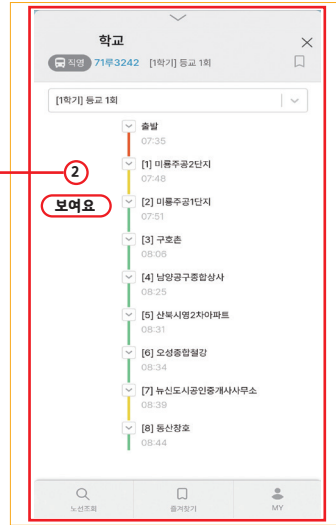 학교
직영 71루3242 [1학기] 등교 1회
[1학기] 등교 1회
출발
07:35
[1] 미룡주공2단지
07:48
2
보여요
[2] 미룡주공1단지
07:51
[3] 구호촌
08:06
[4] 남양공구종합상사
08:25
[5] 산북시영2차아파트
08:31
[6] 오성종합철강
08:34
[7] 뉴신도시공인중개사사무소
08:39
[8] 동산창호
08:44
노선조회 즐겨찾기 MY